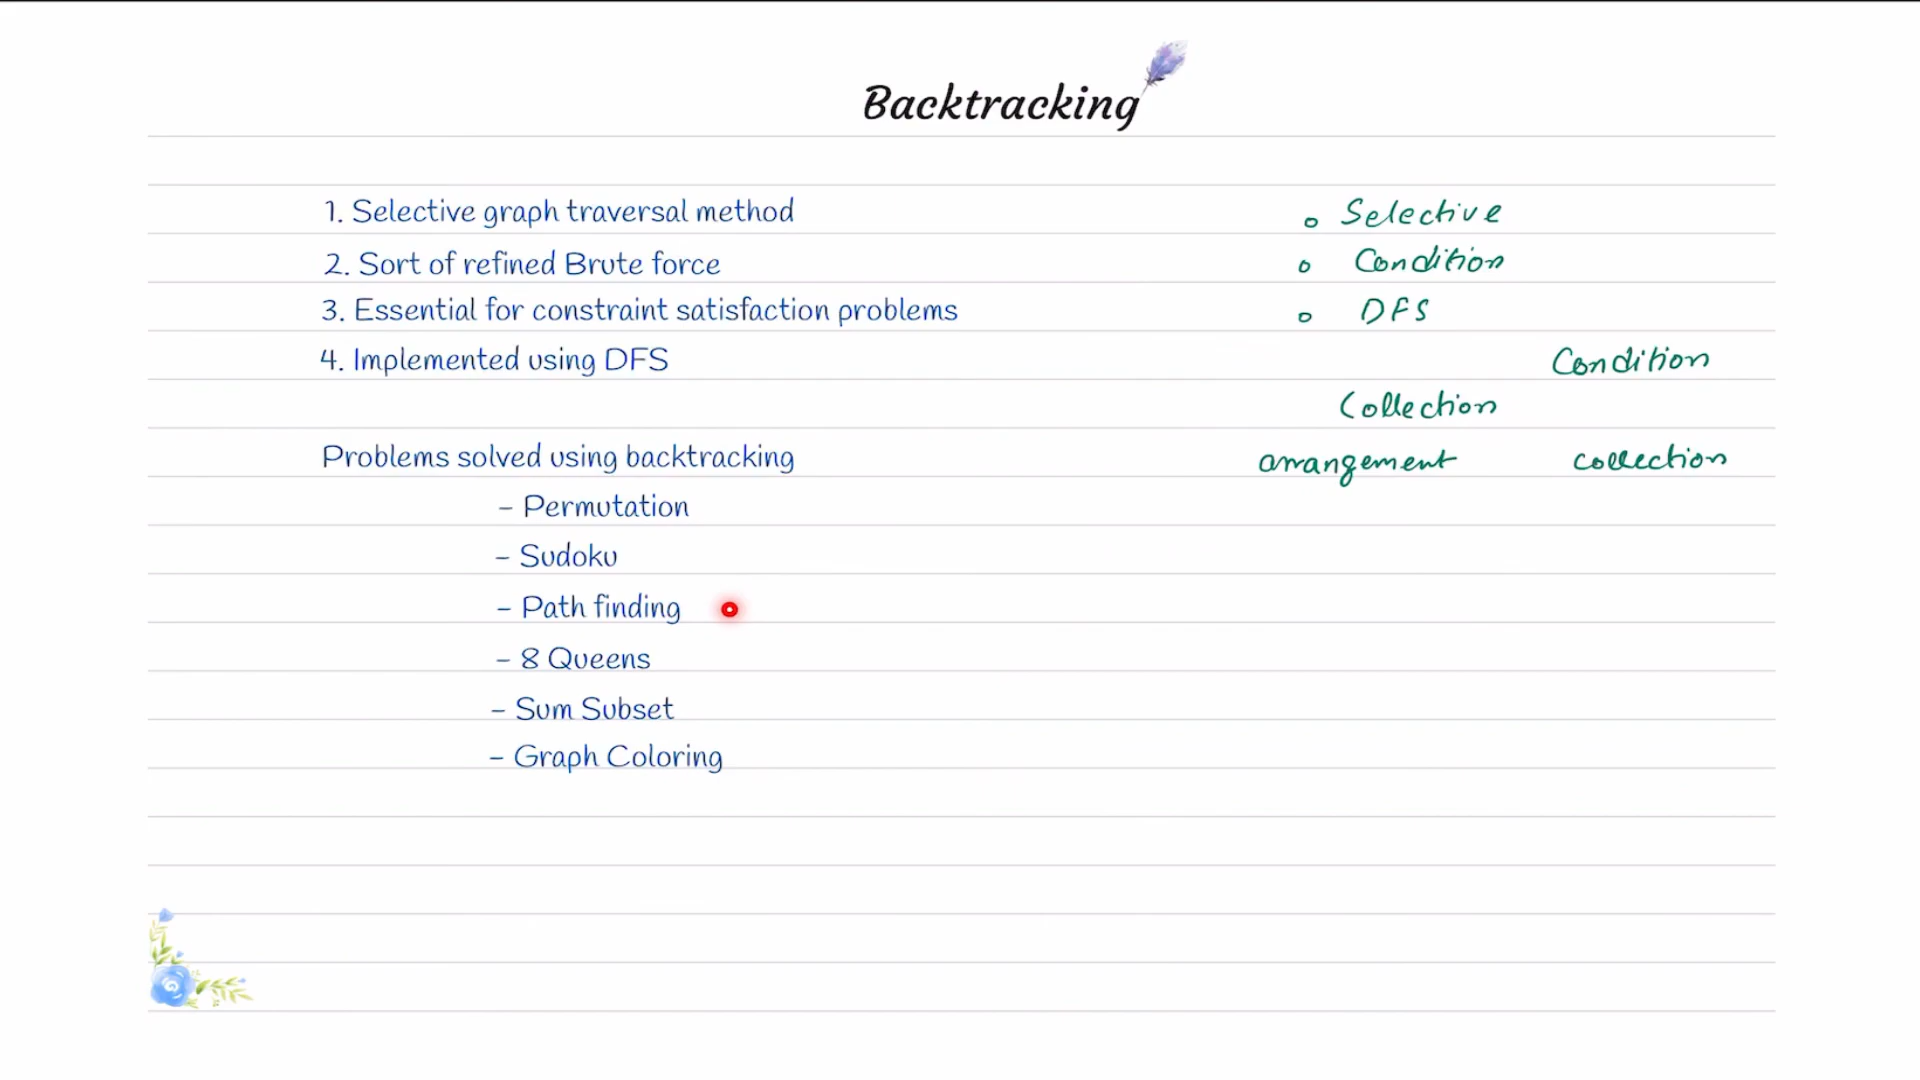 Backtracking
1. Selective graph traversal method
2. Sort of refined Brute force
3. Essential for constraint satisfaction problems
4. Implemented using DFS
Problems solved using backtracking
– Permutation
– Sudoku
– Path finding
– 8 Queens
– Sum Subset
– Graph Coloring
o Selective
o Condition
o DFS
Condition
Collection
arrangement collection